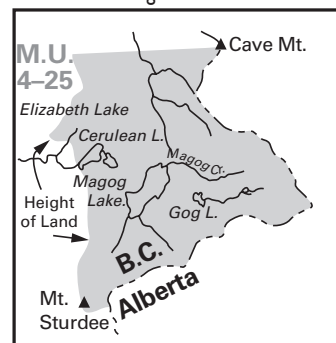 Cave Mt.
M.U.
4–25
Elizabeth Lake
Cerulean L.
Magog Cr.
Magog
Lake.
Height
of Land
Gog L.
B.C.
Alberta
Mt.
Sturdee